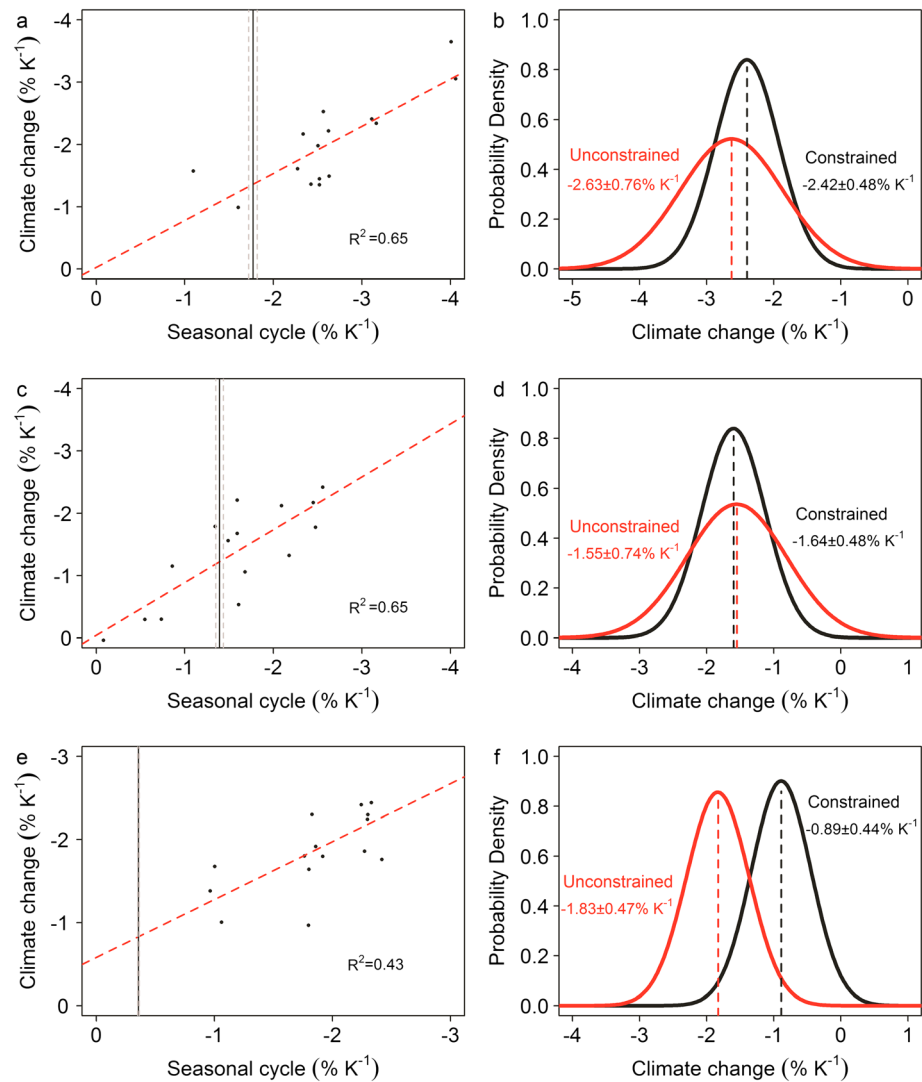 a
-4
-3
-2
-1
0
Climate change (% K-1)
R2=0.65
0 -1 -2 -3 -4
Seasonal cycle (% K-1)
b
1.0
0.8
0.6
0.4
0.2
0.0
Probability Density
Unconstrained
-2.63±0.76% K-1
Constrained
-2.42±0.48% K-1
-5 -4 -3 -2 -1 0
Climate change (% K-1)
c
-4
-3
-2
-1
0
Climate change (% K-1)
R2=0.65
0 -1 -2 -3 -4
Seasonal cycle (% K-1)
d
1.0
0.8
0.6
0.4
0.2
0.0
Probability Density
Unconstrained
-1.55±0.74% K-1
Constrained
-1.64±0.48% K-1
-4 -3 -2 -1 0 1
Climate change (% K-1)
e
-3
-2
-1
0
Climate change (% K-1)
R2=0.43
0 -1 -2 -3
Seasonal cycle (% K-1)
f
1.0
0.8
0.6
0.4
0.2
0.0
Probability Density
Unconstrained
-1.83±0.47% K-1
Constrained
-0.89±0.44% K-1
-4 -3 -2 -1 0 1
Climate change (% K-1)